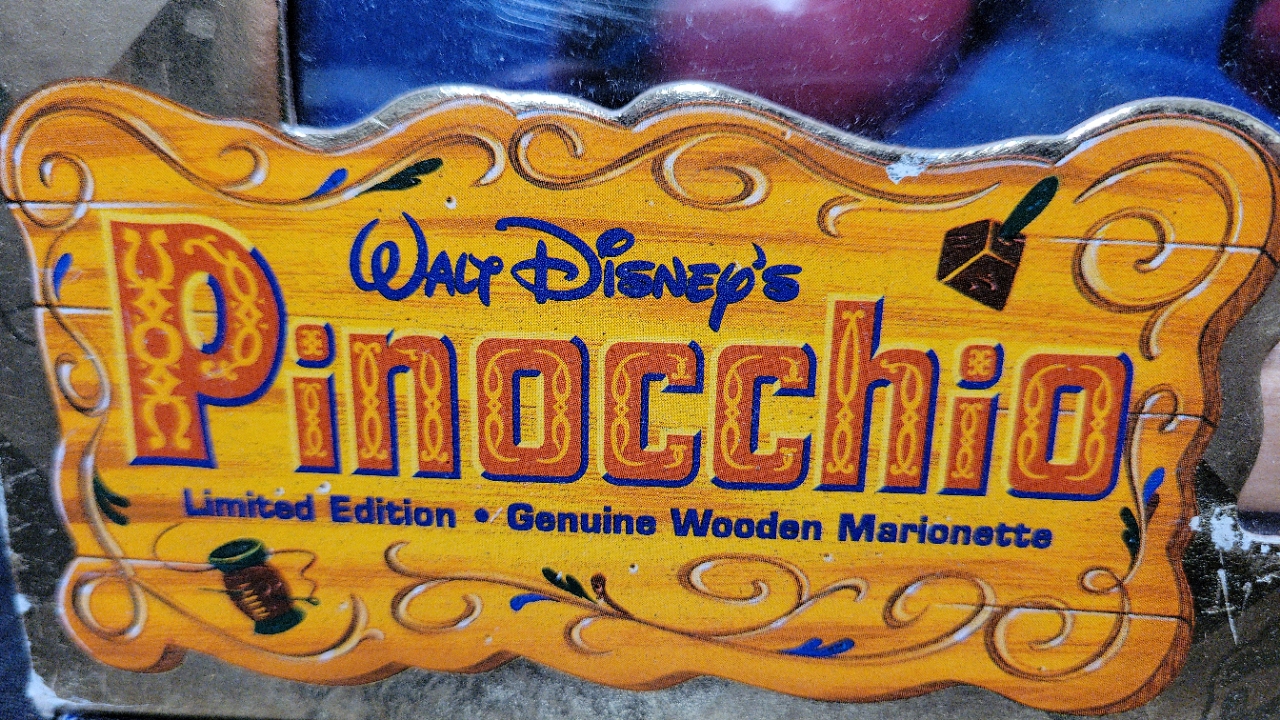 Walt Disney's
Pinocchio
Limited Edition • Genuine Wooden Marionette